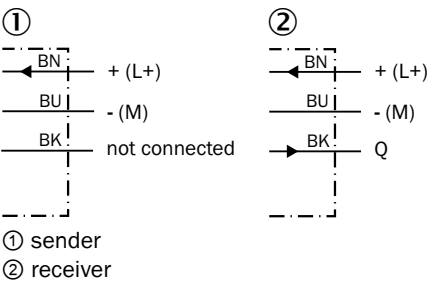 ① ②
BN + (L+) BN + (L+)
BU - (M) BU - (M)
BK not connected BK Q
① sender
② receiver